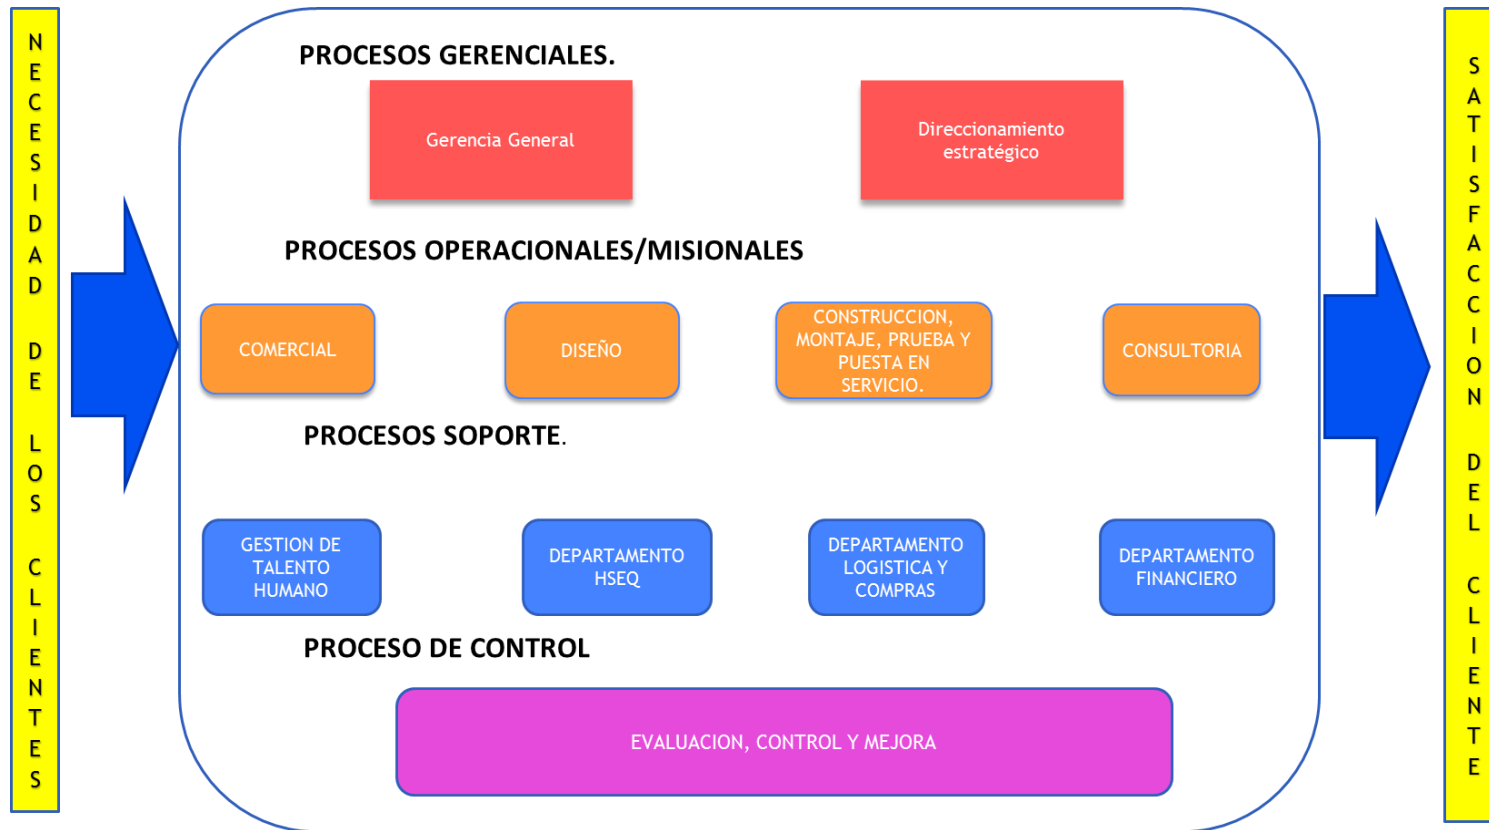 NECESIDAD DE LOS CLIENTES
PROCESOS GERENCIALES.
Gerencia General
Direccionamiento
estratégico
PROCESOS OPERACIONALES/MISIONALES
COMERCIAL
DISEÑO
CONSTRUCCION,
MONTAJE, PRUEBA Y
PUESTA EN
SERVICIO.
CONSULTORIA
PROCESOS SOPORTE.
GESTION DE
TALENTO
HUMANO
DEPARTAMENTO
HSEQ
DEPARTAMENTO
LOGISTICA Y
COMPRAS
DEPARTAMENTO
FINANCIERO
PROCESO DE CONTROL
EVALUACION, CONTROL Y MEJORA
SATISFACCION DEL CLIENTE